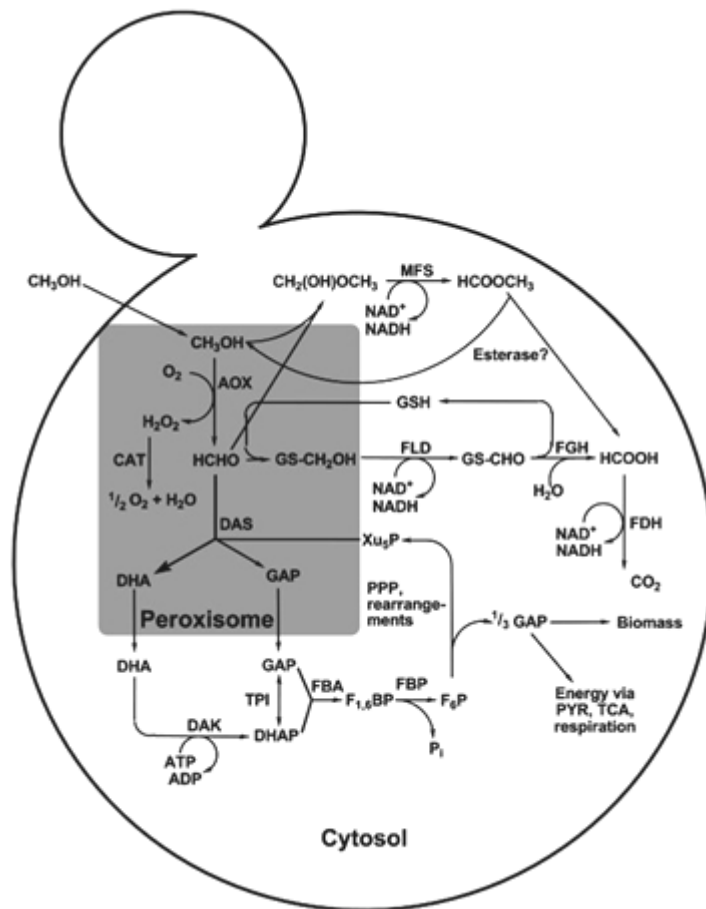 CH₃OH
CH₂(OH)OCH₃
MFS
HCOOCH₃
NAD⁺
NADH
CH₃OH
Esterase?
O₂
AOX
GSH
H₂O₂
CAT
HCHO
GS-CH₂OH
FLD
GS-CHO
FGH
HCOOH
NAD⁺
NADH
H₂O
½ O₂ + H₂O
DAS
NAD⁺
NADH
FDH
Xu₅P
CO₂
DHA
GAP
PPP,
rearrange-
ments
Peroxisome
⅓ GAP
Biomass
DHA
GAP
TPI
FBA
F₁,₆BP
FBP
F₆P
Energy via
PYR, TCA,
respiration
DAK
DHAP
ATP
ADP
Pᵢ
Cytosol